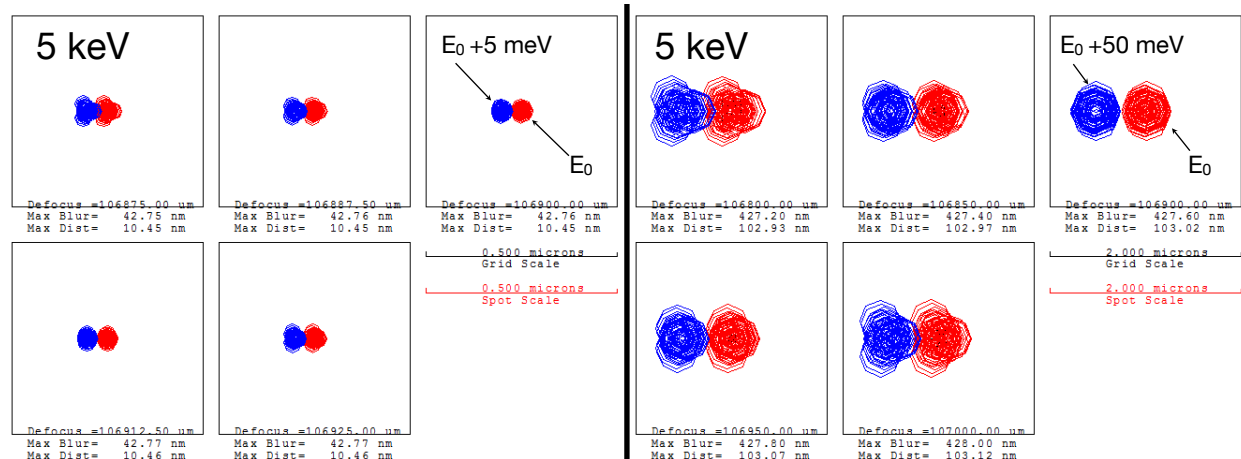 5 keV
E₀ +5 meV
E₀
Defocus =106875.00 um
Max Blur=   42.75 nm
Max Dist=   10.45 nm
Defocus =106887.50 um
Max Blur=   42.76 nm
Max Dist=   10.45 nm
Defocus =106900.00 um
Max Blur=   42.76 nm
Max Dist=   10.45 nm
0.500 microns
Grid Scale
0.500 microns
Spot Scale
Defocus =106912.50 um
Max Blur=   42.77 nm
Max Dist=   10.46 nm
Defocus =106925.00 um
Max Blur=   42.77 nm
Max Dist=   10.46 nm
5 keV
E₀ +50 meV
E₀
Defocus =106800.00 um
Max Blur=  427.20 nm
Max Dist=  102.93 nm
Defocus =106850.00 um
Max Blur=  427.40 nm
Max Dist=  102.97 nm
Defocus =106900.00 um
Max Blur=  427.60 nm
Max Dist=  103.02 nm
2.000 microns
Grid Scale
2.000 microns
Spot Scale
Defocus =106950.00 um
Max Blur=  427.80 nm
Max Dist=  103.07 nm
Defocus =107000.00 um
Max Blur=  428.00 nm
Max Dist=  103.12 nm